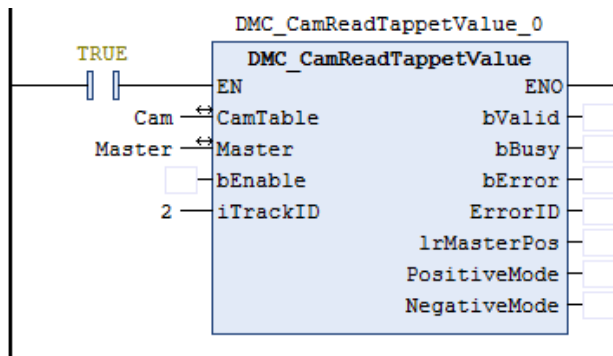 DMC_CamReadTappetValue_0
TRUE
DMC_CamReadTappetValue
EN ENO
Cam CamTable bValid
Master Master bBusy
bEnable bError
2 iTrackID ErrorID
lrMasterPos
PositiveMode
NegativeMode